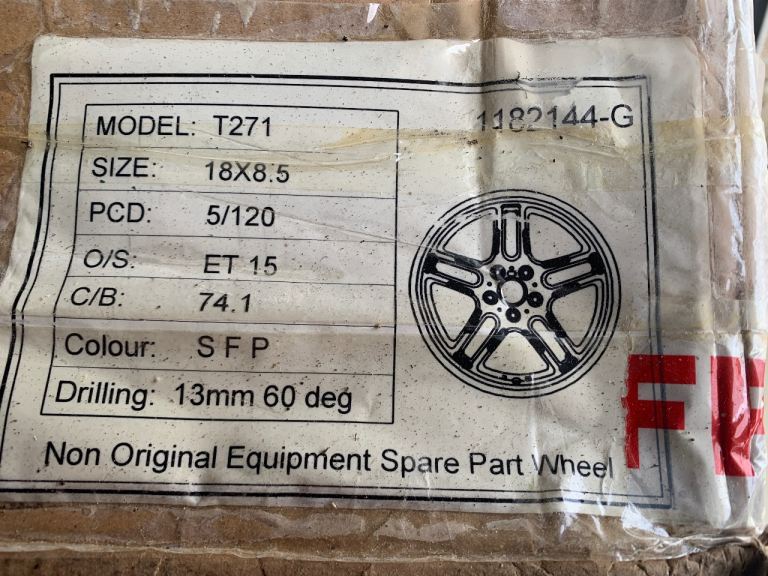 1182144-G
MODEL: T271
SIZE: 18X8.5
PCD: 5/120
O/S: ET 15
C/B: 74.1
Colour: S F P
Drilling: 13mm 60 deg
Non Original Equipment Spare Part Wheel